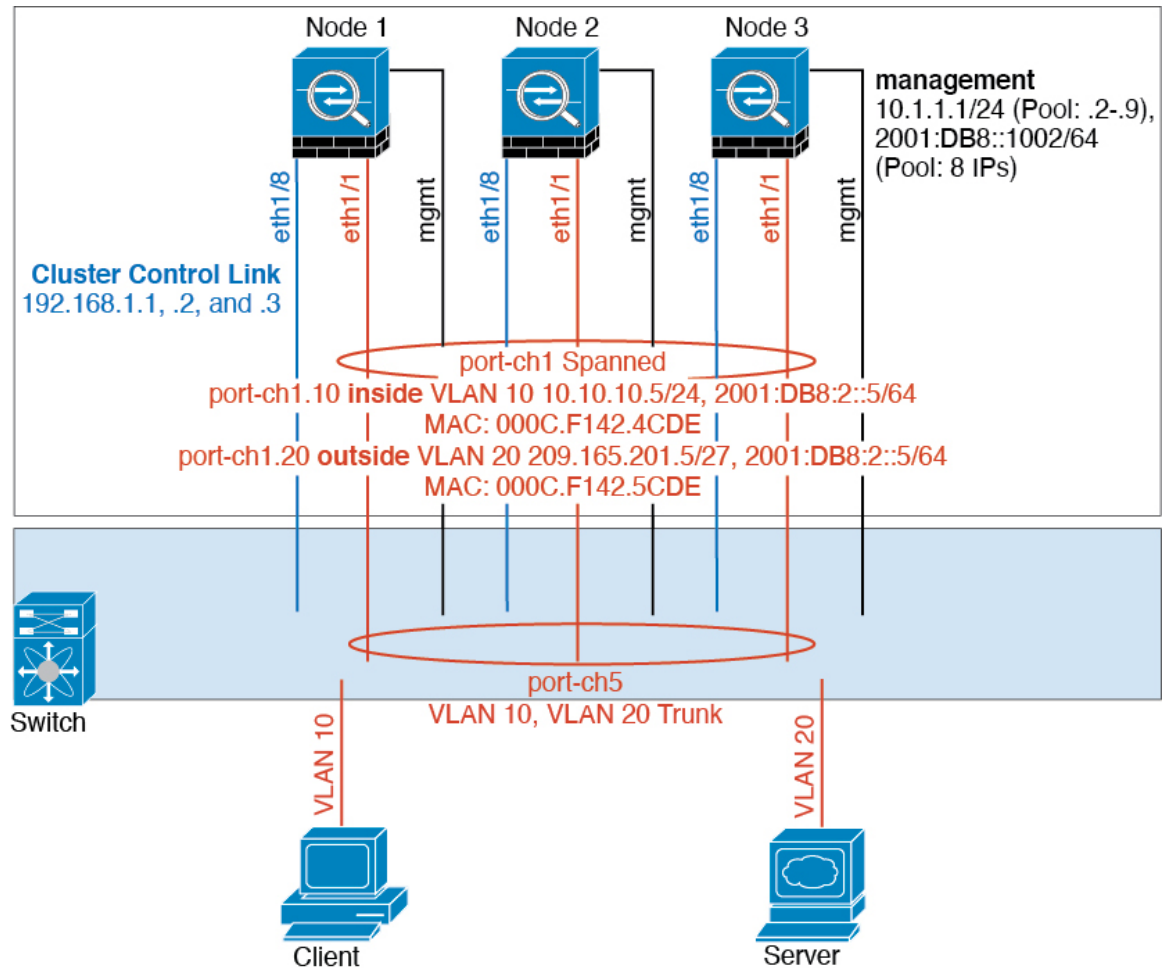 Node 1
Node 2
Node 3
management
10.1.1.1/24 (Pool: .2-.9),
2001:DB8::1002/64
(Pool: 8 IPs)
eth1/8
eth1/1
mgmt
eth1/8
eth1/1
mgmt
eth1/8
eth1/1
mgmt
Cluster Control Link
192.168.1.1, .2, and .3
port-ch1 Spanned
port-ch1.10 inside VLAN 10 10.10.10.5/24, 2001:DB8:2::5/64
MAC: 000C.F142.4CDE
port-ch1.20 outside VLAN 20 209.165.201.5/27, 2001:DB8:2::5/64
MAC: 000C.F142.5CDE
port-ch5
VLAN 10, VLAN 20 Trunk
Switch
VLAN 10
VLAN 20
Client
Server